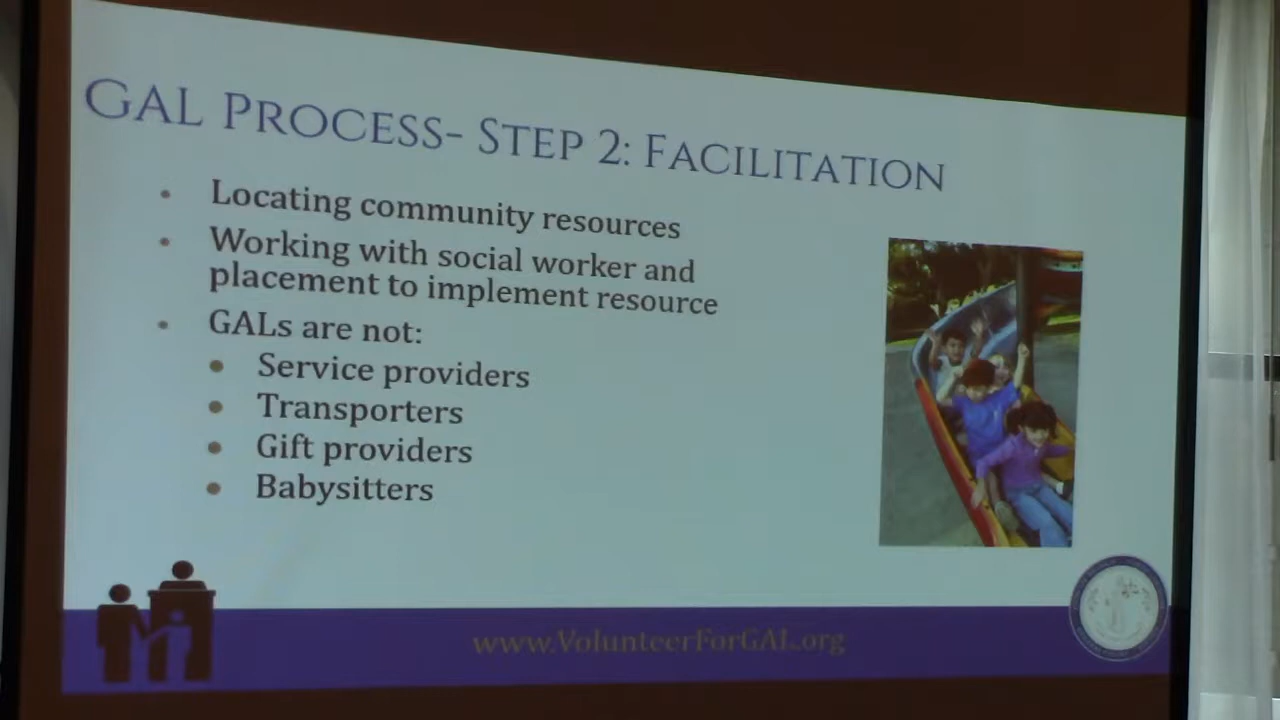 GAL PROCESS- STEP 2: FACILITATION
• Locating community resources
• Working with social worker and
placement to implement resource
• GALs are not:
• Service providers
• Transporters
• Gift providers
• Babysitters
www.VolunteerForGAL.org